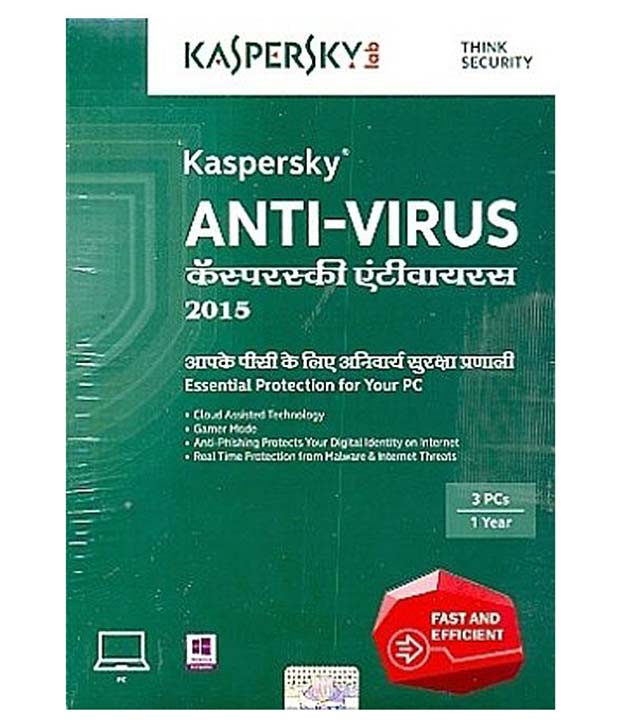 KASPERSKY lab
THINK
SECURITY
Kaspersky®
ANTI-VIRUS
कॅस्परस्की एंटीवायरस
2015
आपके पीसी के लिए अनिवार्य सुरक्षा प्रणाली
Essential Protection for Your PC
• Cloud Assisted Technology
• Gamer Mode
• Anti-Phishing Protects Your Digital Identity on Internet
• Real Time Protection from Malware & Internet Threats
3 PCs
1 Year
FAST AND
EFFICIENT
PC